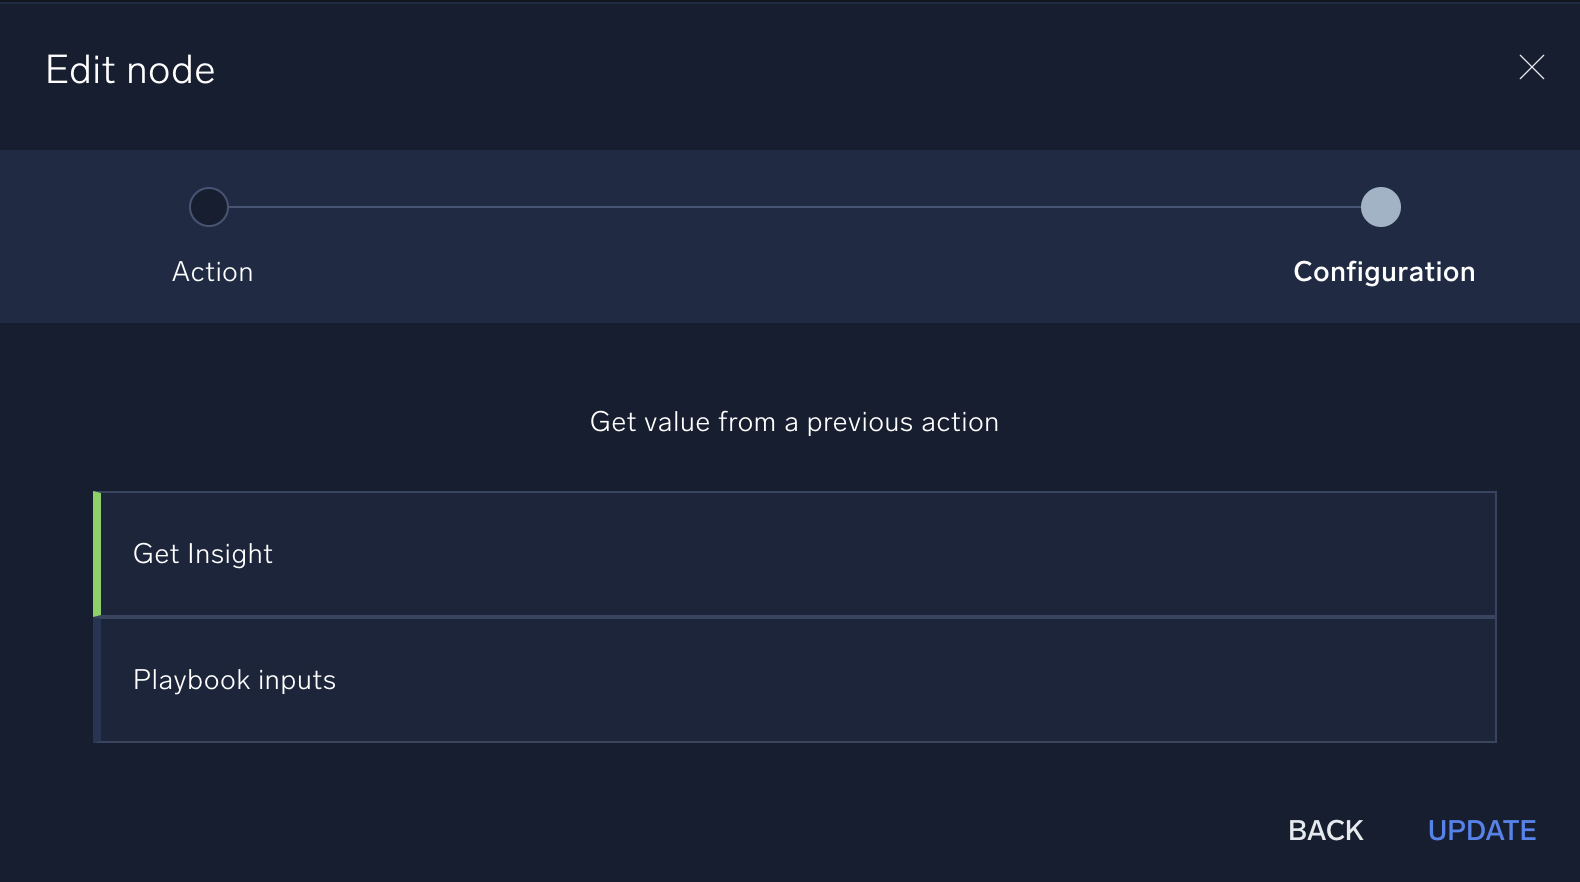 Edit node
Action
Configuration
Get value from a previous action
Get Insight
Playbook inputs
BACK
UPDATE